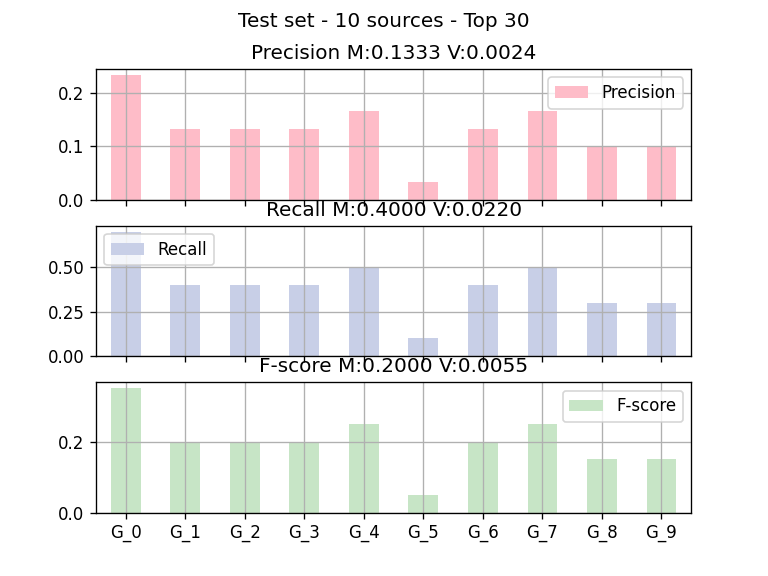 Test set - 10 sources - Top 30
Precision M:0.1333 V:0.0024
0.2
0.1
0.0
Precision
Recall M:0.4000 V:0.0220
0.50
0.25
0.00
Recall
F-score M:0.2000 V:0.0055
0.2
0.0
F-score
G_0 G_1 G_2 G_3 G_4 G_5 G_6 G_7 G_8 G_9